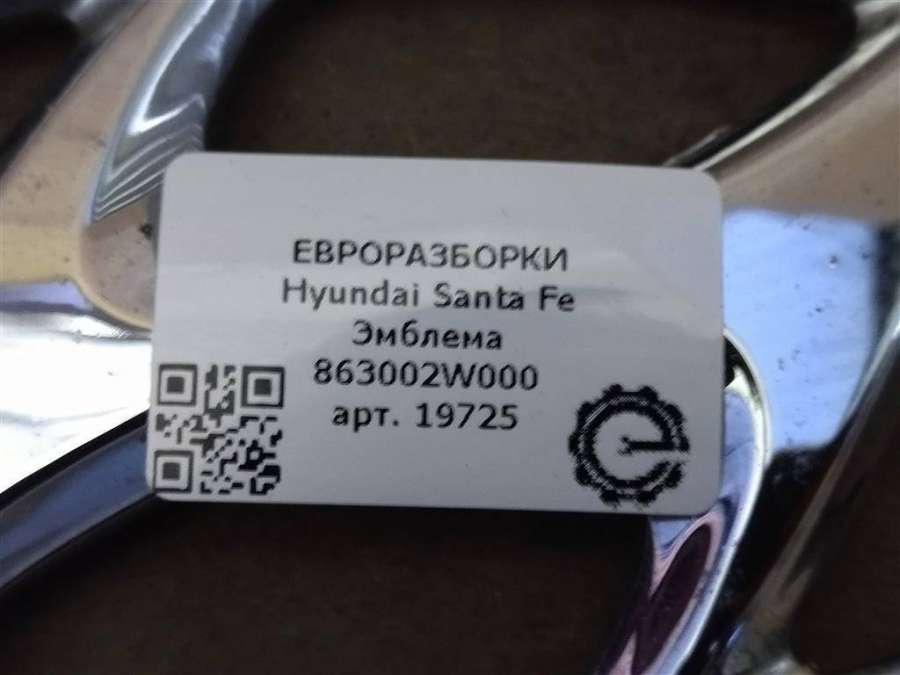 ЕВРОРАЗБОРКИ
Hyundai Santa Fe
Эмблема
863002W000
арт. 19725